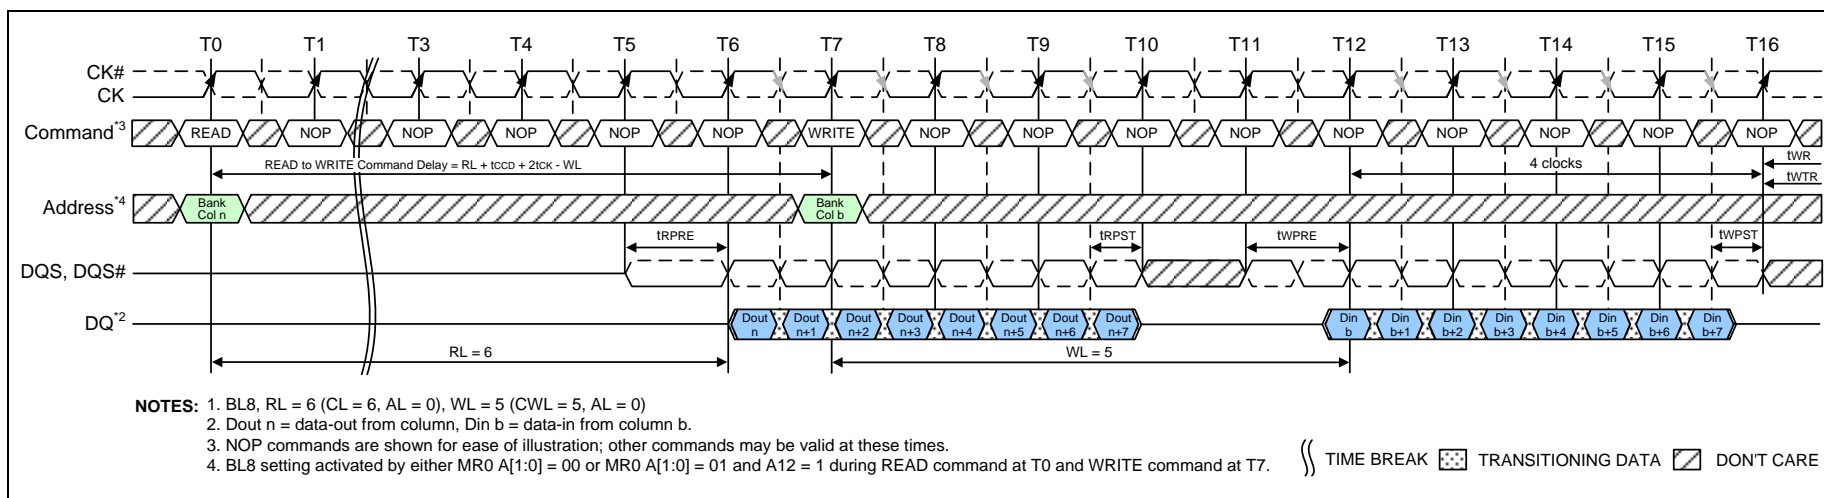 T0 T1 T3 T4 T5 T6 T7 T8 T9 T10 T11 T12 T13 T14 T15 T16
CK#
CK
Command*3 READ NOP NOP NOP NOP NOP WRITE NOP NOP NOP NOP NOP NOP NOP NOP NOP
READ to WRITE Command Delay = RL + tCCD + 2tCK - WL
4 clocks
tWR
tWTR
Address*4
Bank Col n
Bank Col b
tRPRE tRPST tWPRE tWPST
DQS, DQS#
DQ*2
Dout n Dout n+1 Dout n+2 Dout n+3 Dout n+4 Dout n+5 Dout n+6 Dout n+7 Din b Din b+1 Din b+2 Din b+3 Din b+4 Din b+5 Din b+6 Din b+7
RL = 6 WL = 5
NOTES: 1. BL8, RL = 6 (CL = 6, AL = 0), WL = 5 (CWL = 5, AL = 0)
2. Dout n = data-out from column, Din b = data-in from column b.
3. NOP commands are shown for ease of illustration; other commands may be valid at these times.
4. BL8 setting activated by either MR0 A[1:0] = 00 or MR0 A[1:0] = 01 and A12 = 1 during READ command at T0 and WRITE command at T7.
TIME BREAK TRANSITIONING DATA DON'T CARE